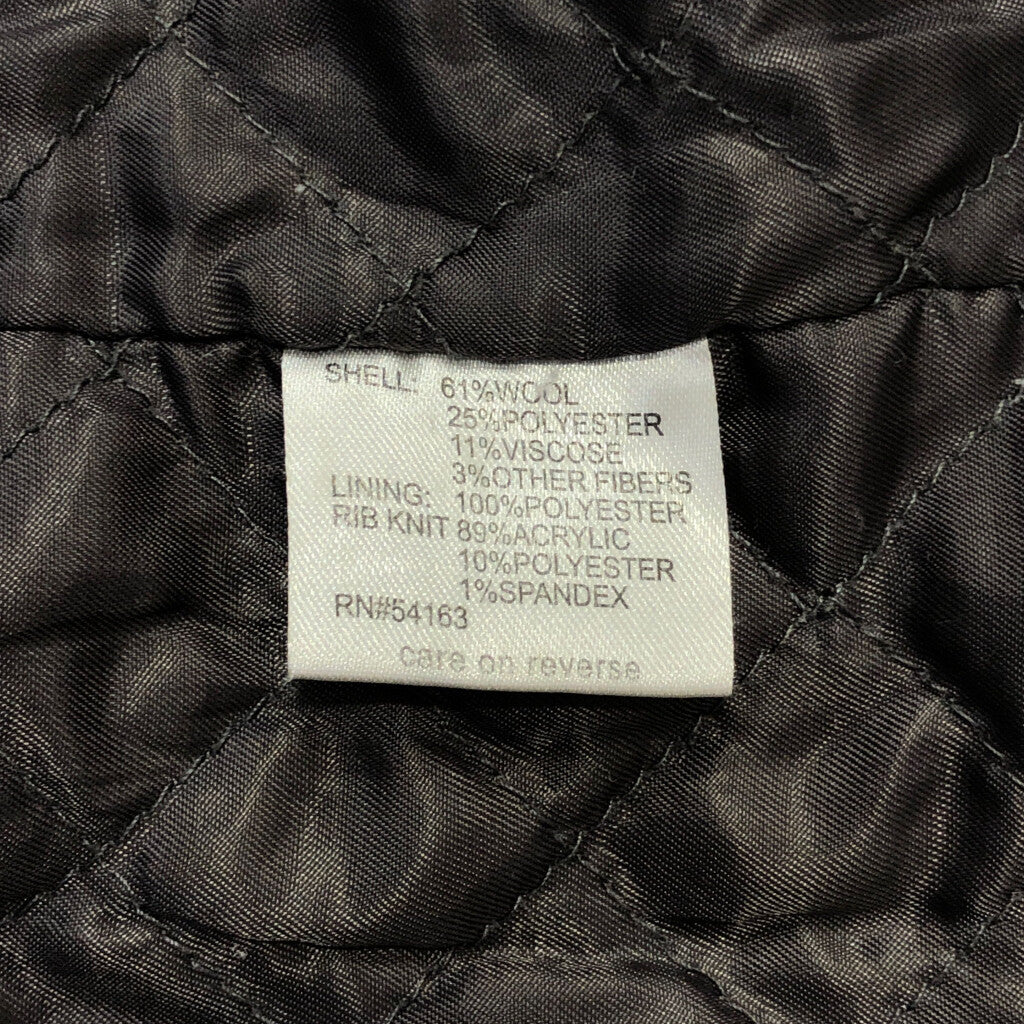 SHELL: 61%WOOL
25%POLYESTER
11%VISCOSE
3%OTHER FIBERS
LINING: 100%POLYESTER
RIB KNIT 89%ACRYLIC
10%POLYESTER
1%SPANDEX
RN#54163
care on reverse